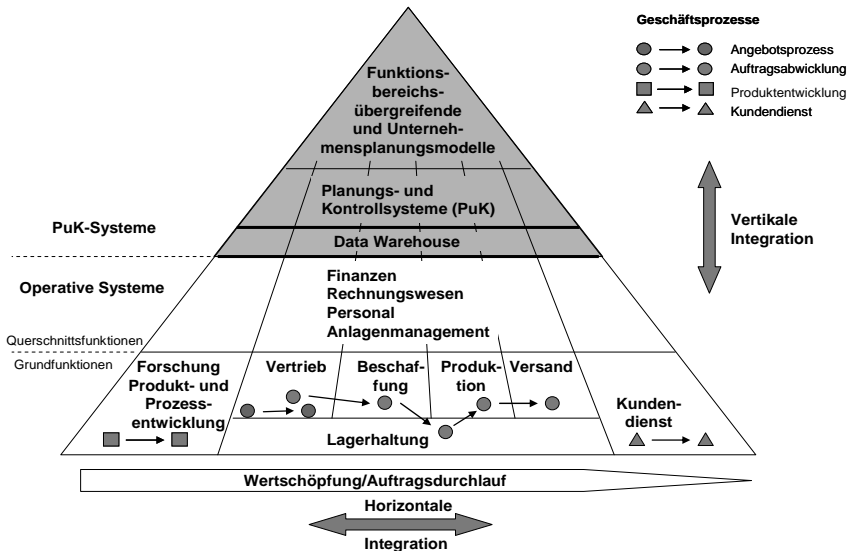 Geschäftsprozesse
Angebotsprozess
Auftragsabwicklung
Produktentwicklung
Kundendienst
Funktions-
bereichs-
übergreifende
und Unterneh-
mensplanungsmodelle
Planungs- und
Kontrollsysteme (PuK)
PuK-Systeme
Data Warehouse
Vertikale
Integration
Operative Systeme
Finanzen
Rechnungswesen
Personal
Anlagenmanagement
Querschnittsfunktionen
Grundfunktionen
Forschung
Produkt- und
Prozess-
entwicklung
Vertrieb
Beschaf-
fung
Produk-
tion
Versand
Lagerhaltung
Kunden-
dienst
Wertschöpfung/Auftragsdurchlauf
Horizontale
Integration